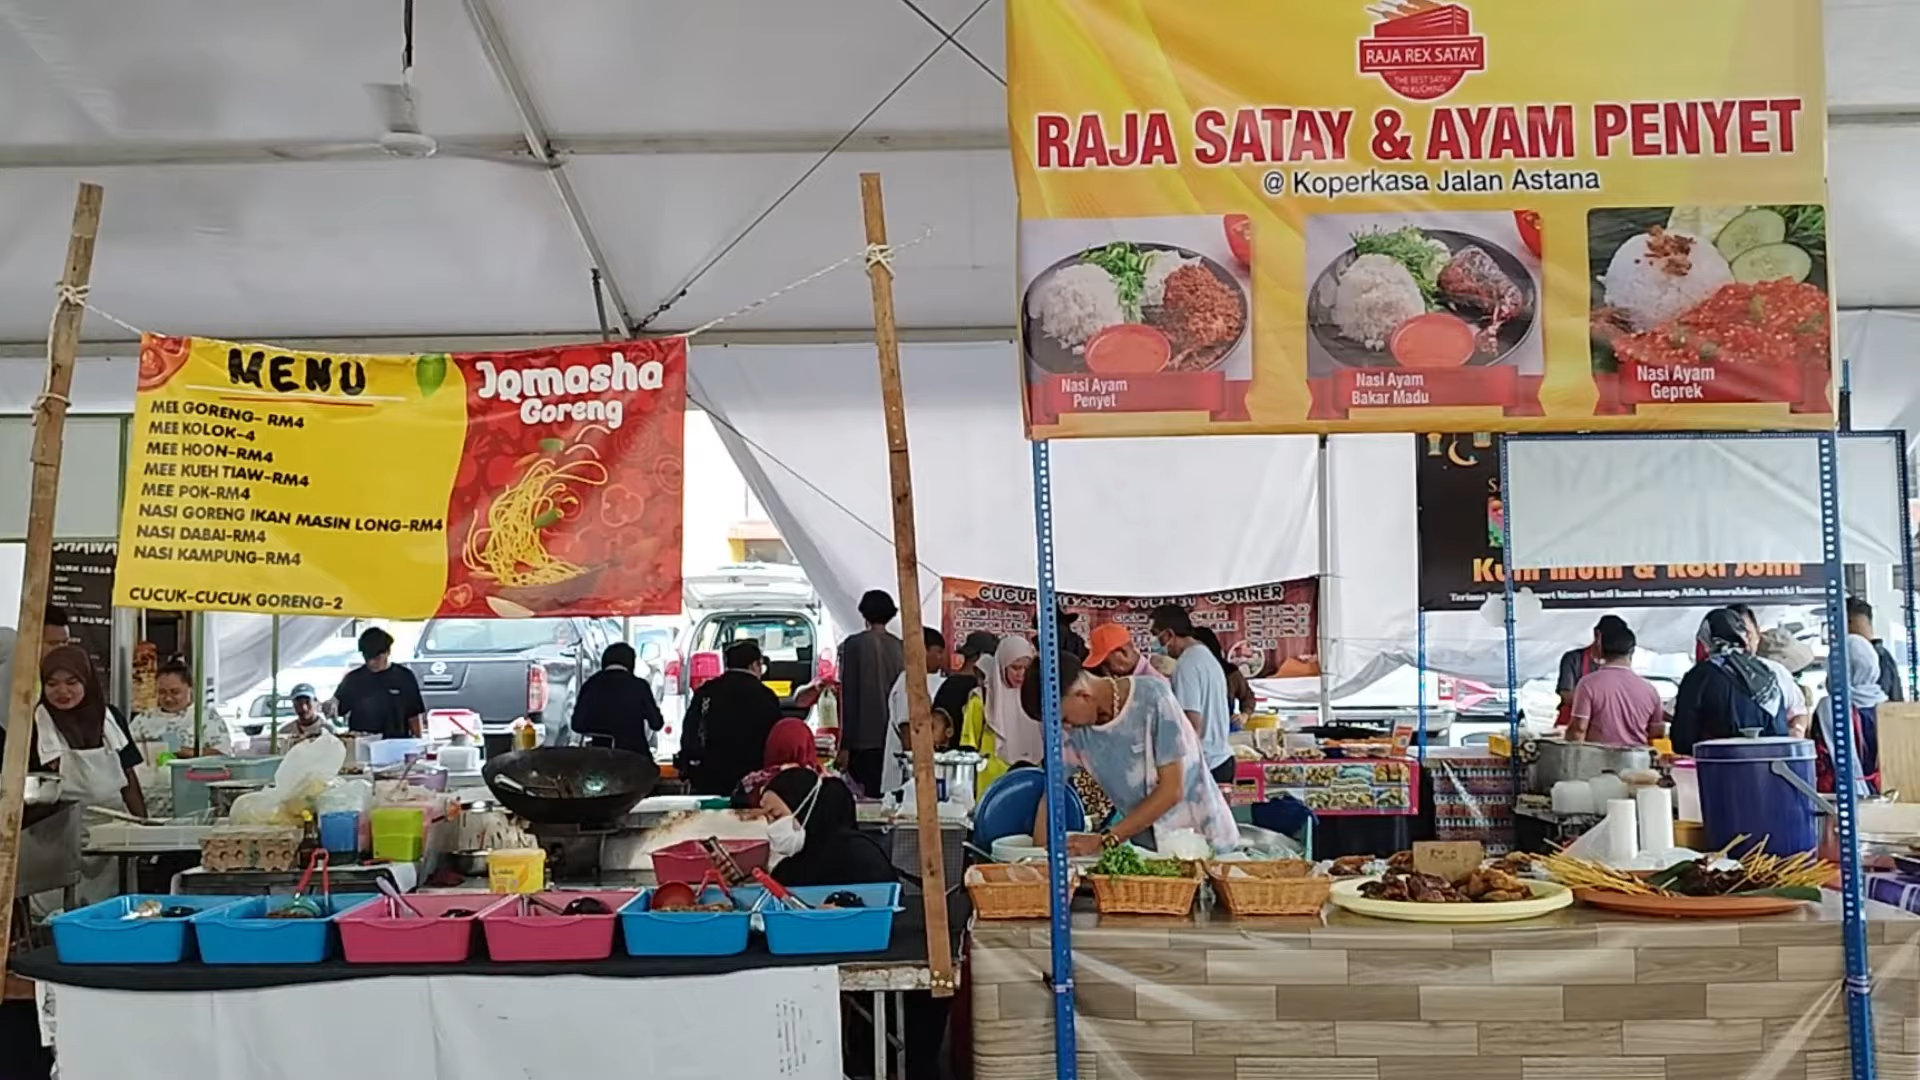 MENU
MEE GORENG- RM4
MEE KOLOK-4
MEE HOON-RM4
MEE KUEH TIAW-RM4
MEE POK-RM4
NASI GORENG IKAN MASIN LONG-RM4
NASI DABAI-RM4
NASI KAMPUNG-RM4
CUCUK-CUCUK GORENG-2
Jomasha
Goreng
RAJA REX SATAY
THE BEST SATAY
IN KUCHING
RAJA SATAY & AYAM PENYET
@ Koperkasa Jalan Astana
Nasi Ayam
Penyet
Nasi Ayam
Bakar Madu
Nasi Ayam
Geprek
STREET CORNER
& Roti John